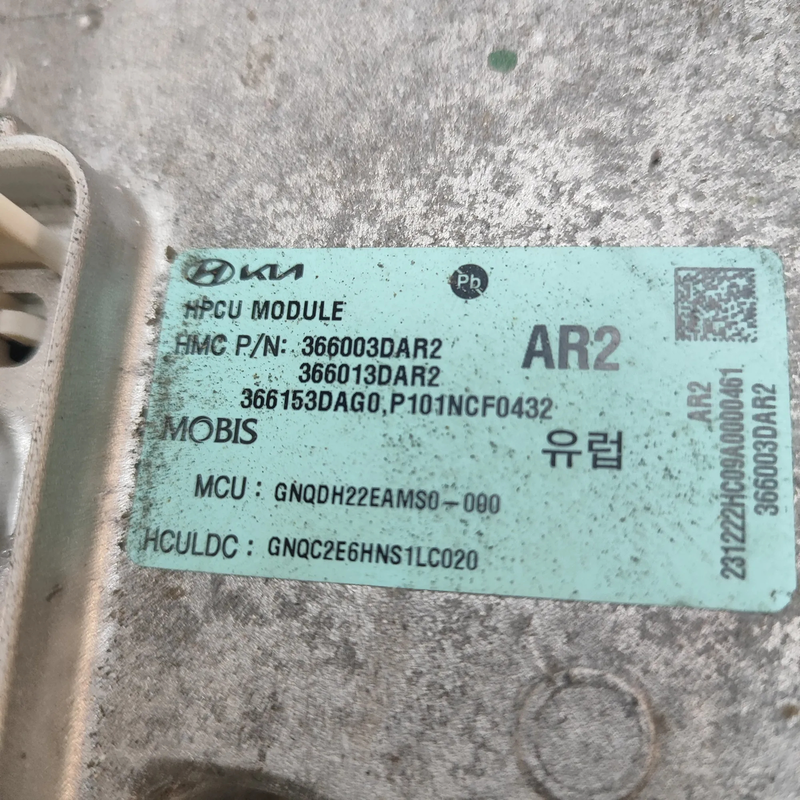 KIA
Pb
HPCU MODULE
HMC P/N: 366003DAR2
366013DAR2
366153DAG0,P101NCF0432
AR2
MOBIS
유럽
MCU : GNQDH22EAMS0-000
HCULDC : GNQC2E6HNS1LC020
AR2
231222HC09A0000461
366003DAR2